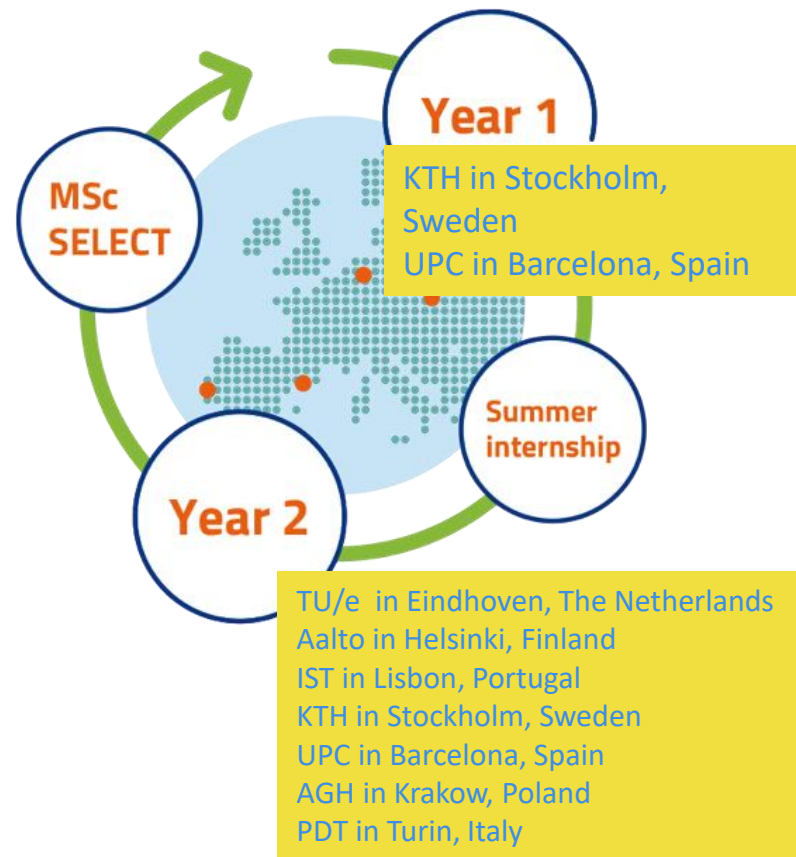 Year 1
KTH in Stockholm,
Sweden
UPC in Barcelona, Spain
MSc
SELECT
Summer
internship
Year 2
TU/e  in Eindhoven, The Netherlands
Aalto in Helsinki, Finland
IST in Lisbon, Portugal
KTH in Stockholm, Sweden
UPC in Barcelona, Spain
AGH in Krakow, Poland
PDT in Turin, Italy